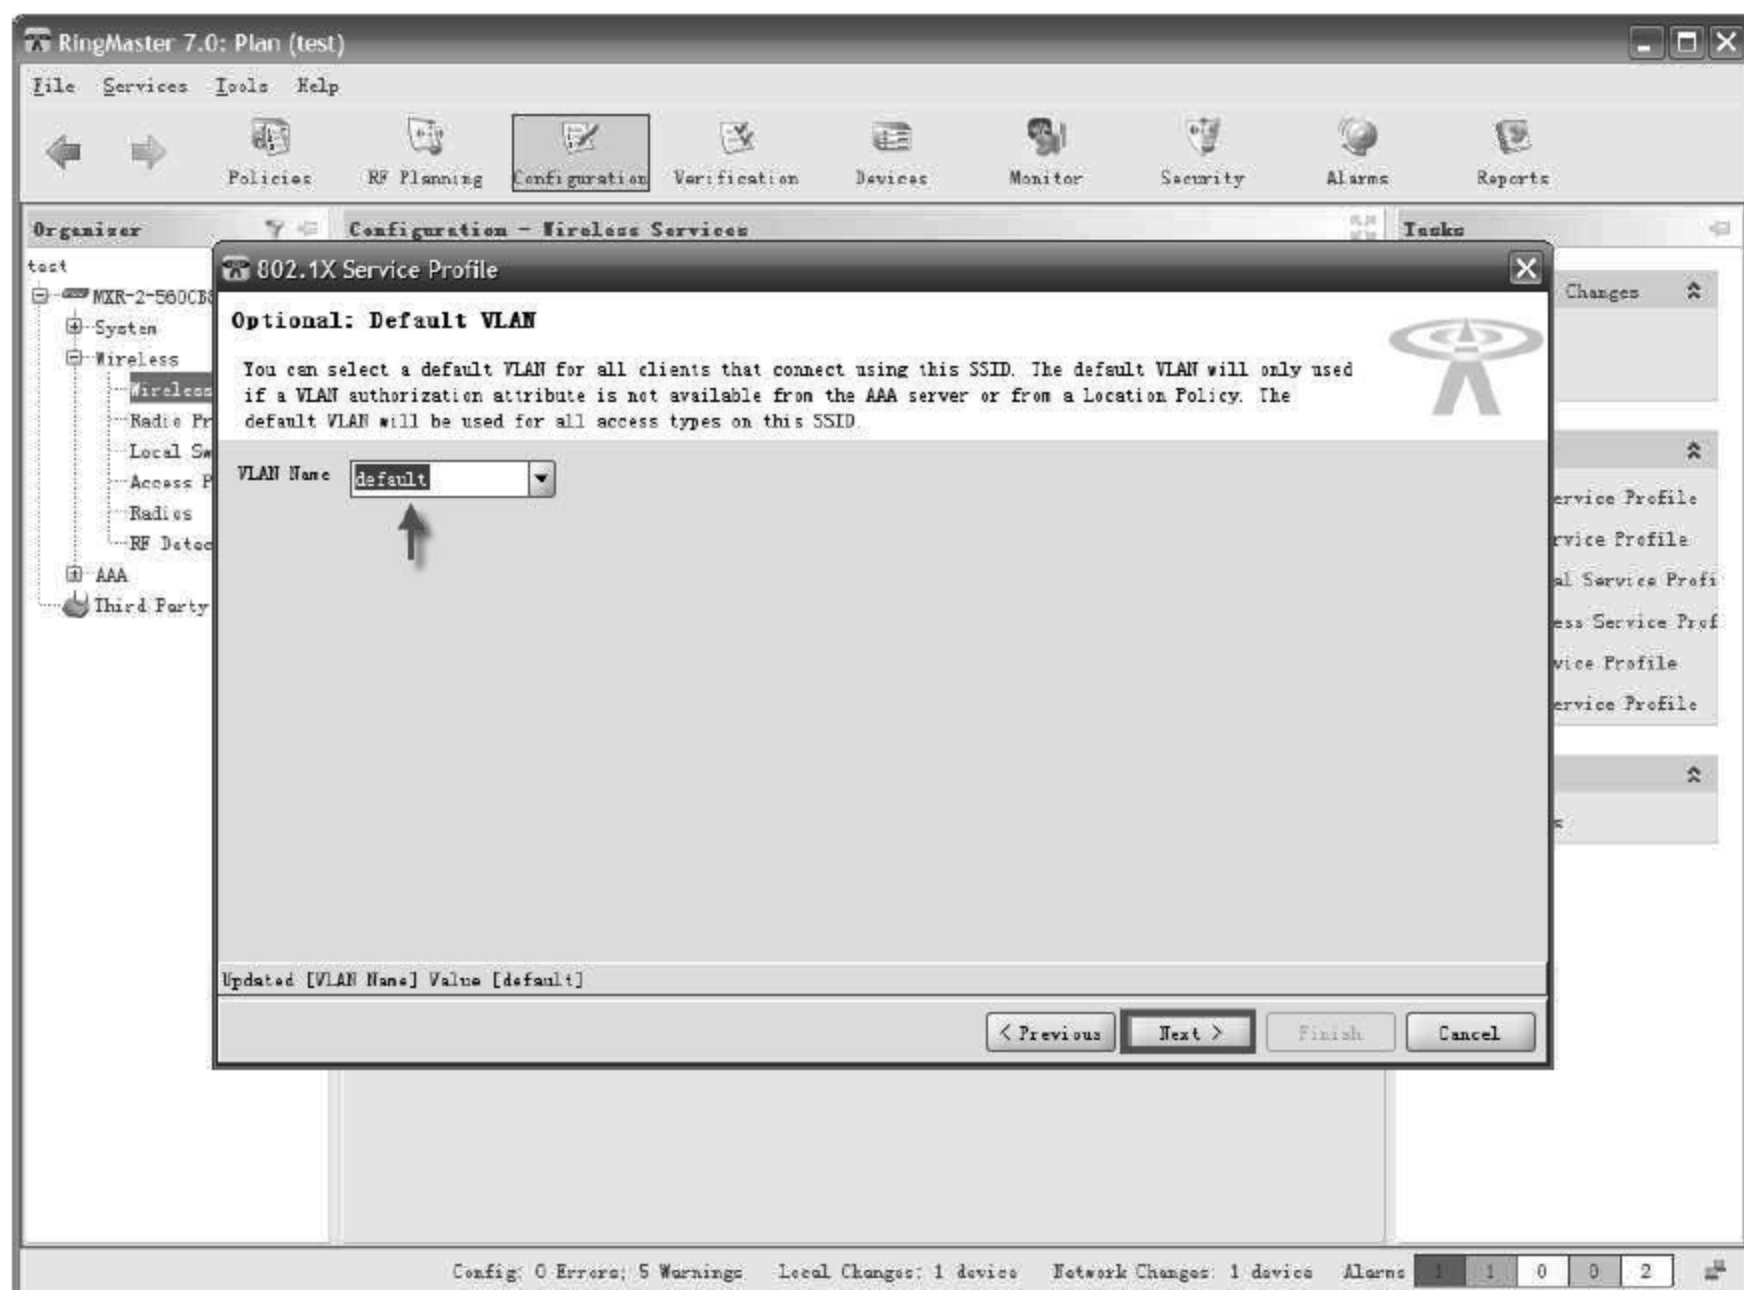 RingMaster 7.0: Plan (test)
File Services Tools Help
Policies RF Planning Configuration Verification Devices Monitor Security Alarms Reports
Organizer
Configuration - Wireless Services
Tasks
test
MXR-2-560CB
System
Wireless
Wireless
Radio Pr
Local Sw
Access P
Radios
RF Detec
AAA
Third Party
802.1X Service Profile
Optional: Default VLAN
You can select a default VLAN for all clients that connect using this SSID. The default VLAN will only used
if a VLAN authorization attribute is not available from the AAA server or from a Location Policy. The
default VLAN will be used for all access types on this SSID.
VLAN Name default
Updated [VLAN Name] Value [default]
< Previous Next > Finish Cancel
Changes
ervice Profile
rvice Profile
al Service Profi
ess Service Prof
vice Profile
ervice Profile
s
Config: 0 Errors; 5 Warnings Local Changes: 1 device Network Changes: 1 device Alarms 1 1 0 0 2